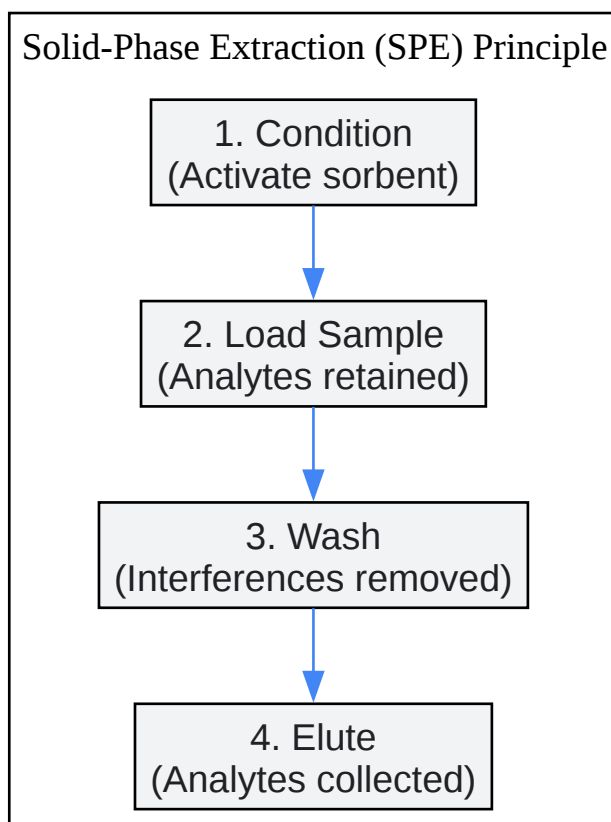 Solid-Phase Extraction (SPE) Principle
1. Condition
(Activate sorbent)
2. Load Sample
(Analytes retained)
3. Wash
(Interferences removed)
4. Elute
(Analytes collected)